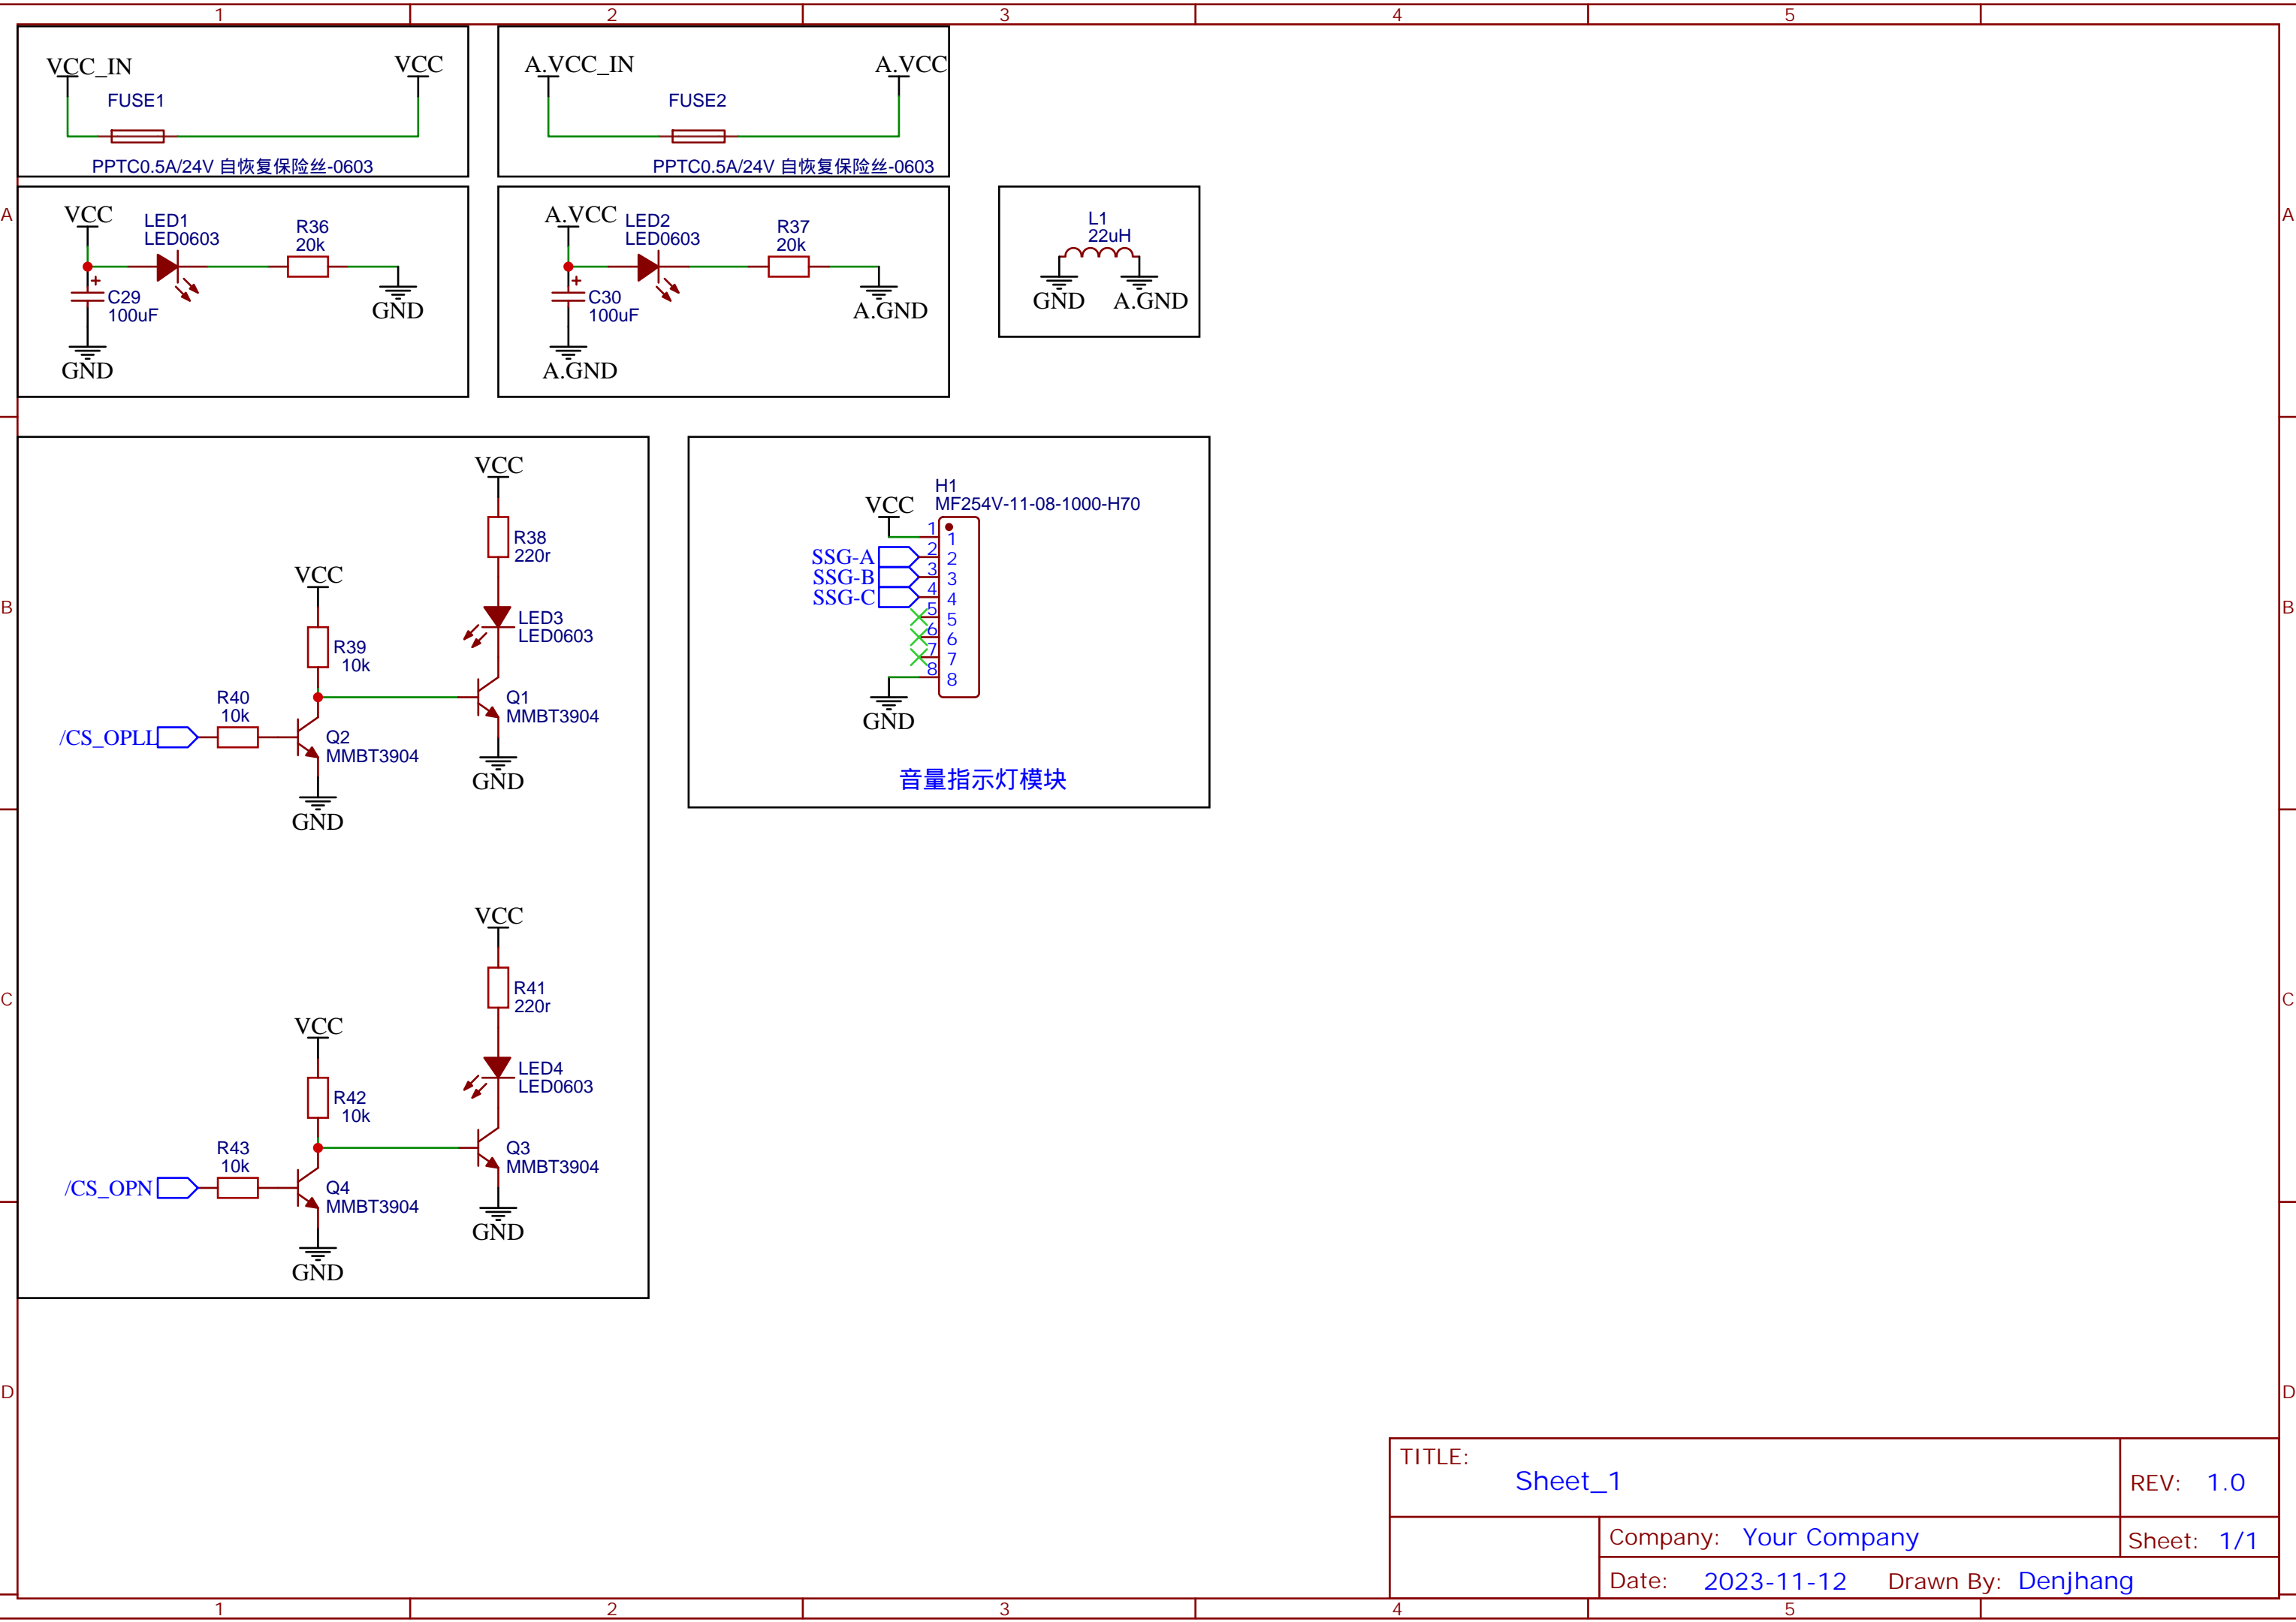 1 2 3 4 5
VCC_IN VCC
FUSE1
PPTC0.5A/24V 自恢复保险丝-0603
A.VCC_IN A.VCC
FUSE2
PPTC0.5A/24V 自恢复保险丝-0603
A A
VCC
LED1
LED0603
R36
20k
+
C29
100uF
GND
GND
A.VCC
LED2
LED0603
R37
20k
+
C30
100uF
A.GND
A.GND
L1
22uH
GND A.GND
B B
VCC
R38
220r
VCC
LED3
LED0603
R39
10k
R40
10k
Q1
MMBT3904
/CS_OPLL
Q2
MMBT3904
GND
GND
H1
MF254V-11-08-1000-H70
VCC
1 1
SSG-A 2 2
SSG-B 3 3
SSG-C 4 4
5 5
6 6
7 7
8 8
GND
音量指示灯模块
C C
VCC
R41
220r
VCC
LED4
LED0603
R42
10k
R43
10k
Q3
MMBT3904
/CS_OPN
Q4
MMBT3904
GND
GND
D D
TITLE:
Sheet_1
REV: 1.0
Company: Your Company
Sheet: 1/1
Date: 2023-11-12 Drawn By: Denjhang
1 2 3 4 5